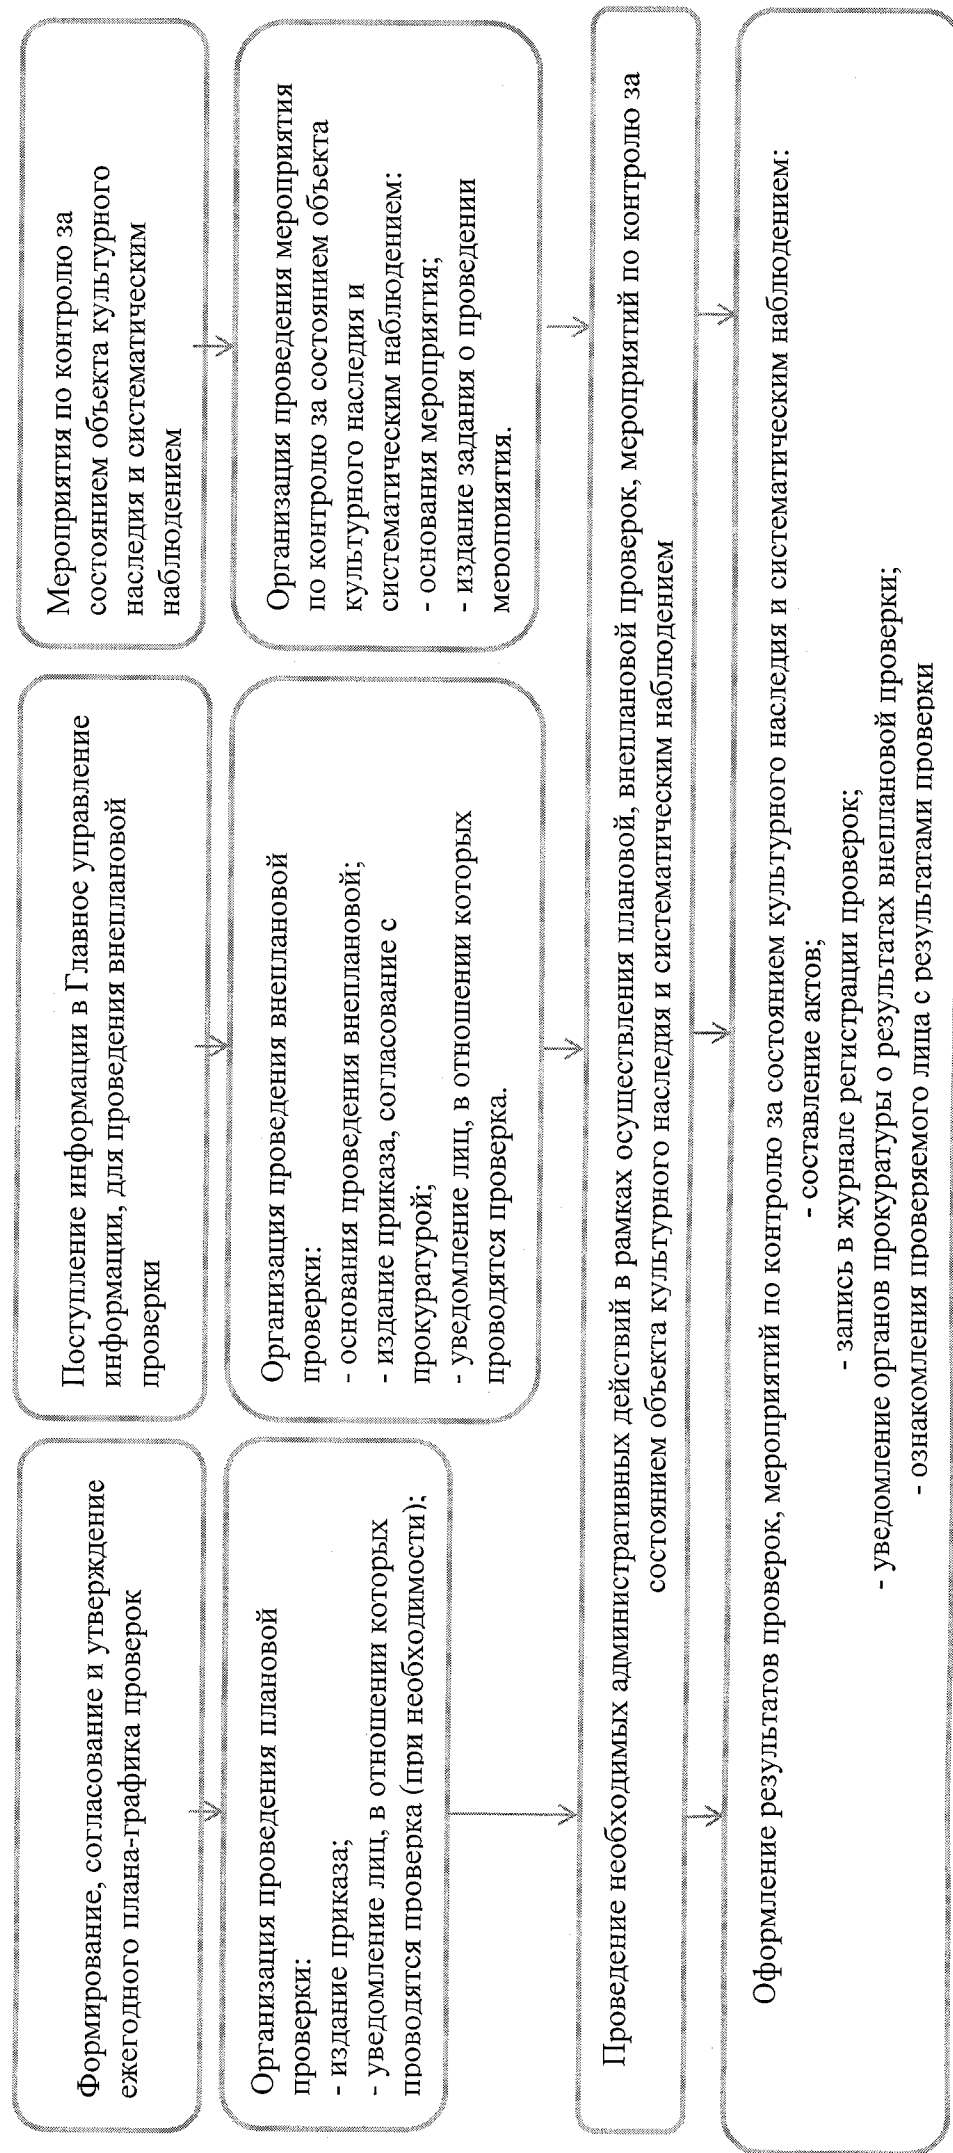 Формирование, согласование и утверждение
ежегодного плана-графика проверок
Поступление информации в Главное управление
информации, для проведения внеплановой
проверки
Мероприятия по контролю за
состоянием объекта культурного
наследия и систематическим
наблюдением
Организация проведения плановой
проверки:
- издание приказа;
- уведомление лиц, в отношении которых
проводятся проверка (при необходимости);
Организация проведения внеплановой
проверки:
- основания проведения внеплановой;
- издание приказа, согласование с
прокуратурой;
- уведомление лиц, в отношении которых
проводятся проверка.
Организация проведения мероприятия
по контролю за состоянием объекта
культурного наследия и
систематическим наблюдением:
- основания мероприятия;
- издание задания о проведении
мероприятия.
Проведение необходимых административных действий в рамках осуществления плановой, внеплановой проверок, мероприятий по контролю за
состоянием объекта культурного наследия и систематическим наблюдением
Оформление результатов проверок, мероприятий по контролю за состоянием культурного наследия и систематическим наблюдением:
- составление актов;
- запись в журнале регистрации проверок;
- уведомление органов прокуратуры о результатах внеплановой проверки;
- ознакомления проверяемого лица с результатами проверки